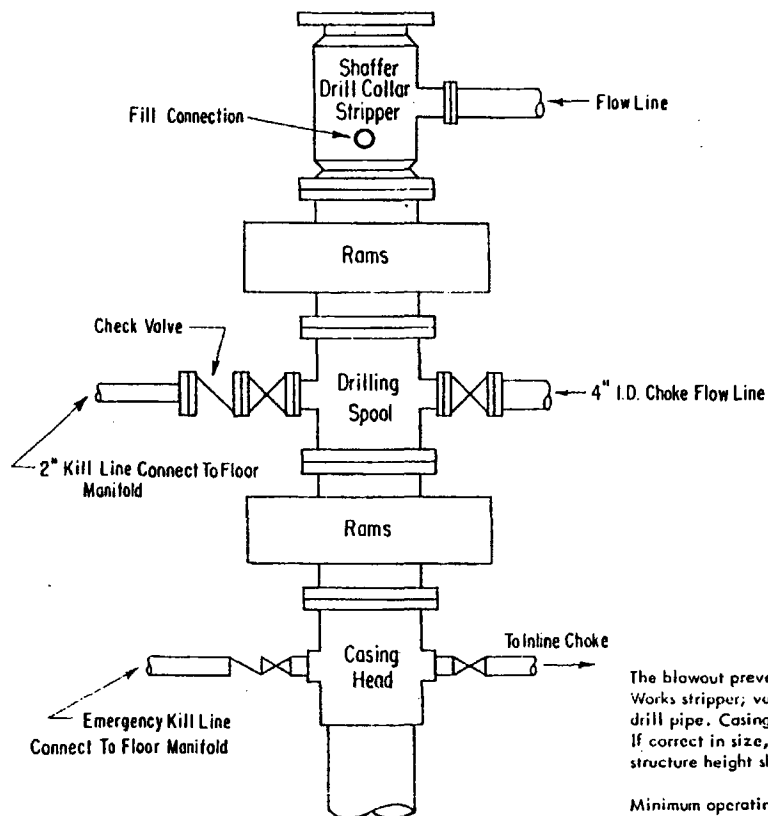 Shaffer
Drill Collar
Stripper
Fill Connection
Flow Line
Rams
Check Valve
Drilling
Spool
4" I.D. Choke Flow Line
2" Kill Line Connect To Floor
Manifold
Rams
To Inline Choke
Casing
Head
Emergency Kill Line
Connect To Floor Manifold
The blowout preve
Works stripper; va
drill pipe. Casing
If correct in size,
structure height sl
Minimum operatin